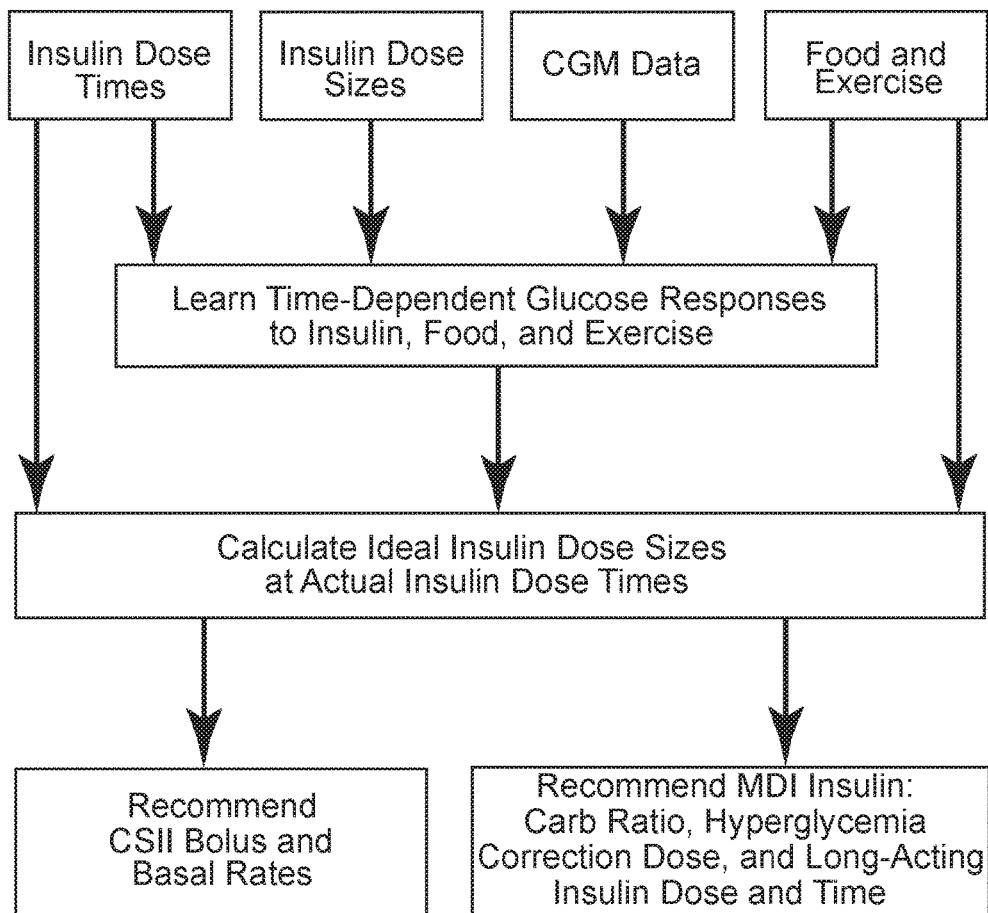 Insulin Dose
Times
Insulin Dose
Sizes
CGM Data
Food and
Exercise
Learn Time-Dependent Glucose Responses
to Insulin, Food, and Exercise
Calculate Ideal Insulin Dose Sizes
at Actual Insulin Dose Times
Recommend
CSII Bolus and
Basal Rates
Recommend MDI Insulin:
Carb Ratio, Hyperglycemia
Correction Dose, and Long-Acting
Insulin Dose and Time